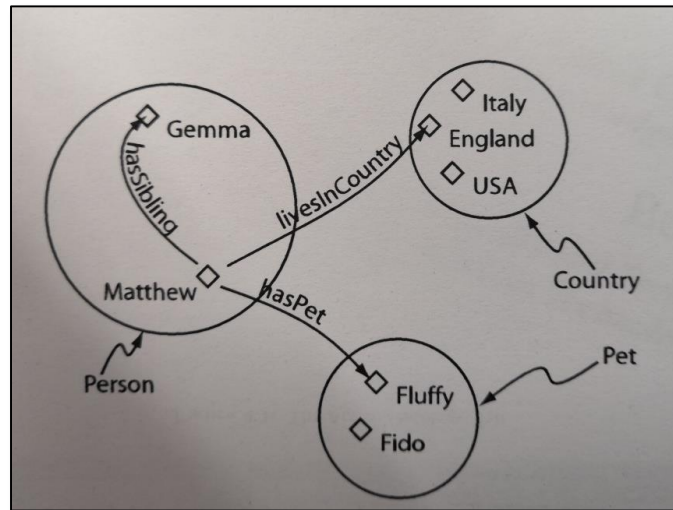 Gemma
hasSibling
Matthew
Person
livesInCountry
Italy
England
USA
Country
hasPet
Fluffy
Fido
Pet